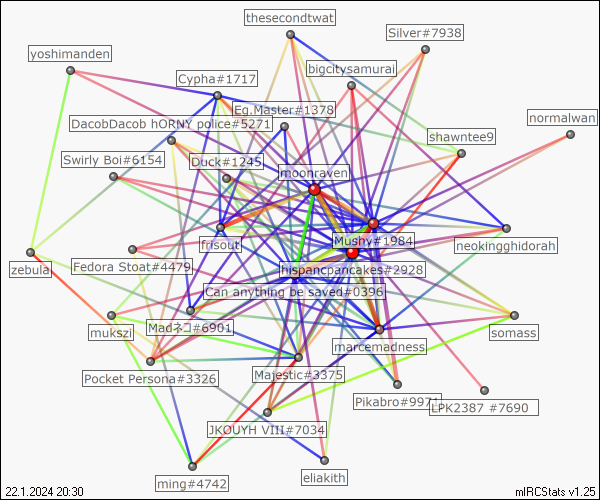 thesecondtwat
Silver#7938
yoshimanden
bigcitysamurai
Cypha#1717
Eg.Master#1378
normalwan
DacobDacob hORNY police#5271
shawntee9
Swirly Boi#6154
Duck#1245
moonraven
frisout
Mushy#1984
neokingghidorah
zebula
Fedora Stoat#4479
hispancpancakes#2928
Can anything be saved#0396
mukszi
Madネコ#6901
somass
marcemadness
Pocket Persona#3326
Majestic#3375
Pikabro#9971
LPK2387 #7690
JKOUYH VIII#7034
ming#4742
eliakith
22.1.2024 20:30
mIRCStats v1.25